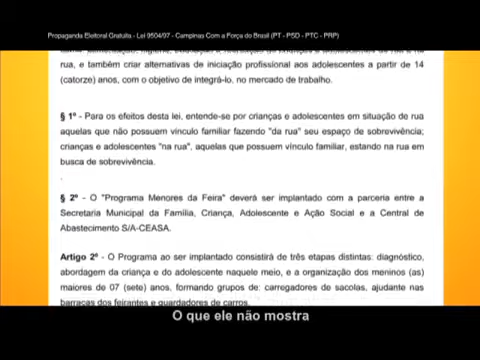 Propaganda Eleitoral Gratuita - Lei 9504/97 - Campinas Com a Força do Brasil (PT - PSD - PTC - PRP)
rua, e também criar alternativas de iniciação profissional aos adolescentes a partir de 14
(catorze) anos, com o objetivo de integrá-lo, no mercado de trabalho.
§ 1º - Para os efeitos desta lei, entende-se por crianças e adolescentes em situação de rua
aquelas que não possuem vínculo familiar fazendo "da rua" seu espaço de sobrevivência;
crianças e adolescentes "na rua", aquelas que possuem vínculo familiar, estando na rua em
busca de sobrevivência.
.
§ 2º - O "Programa Menores da Feira" deverá ser implantado com a parceria entre a
Secretaria Municipal da Família, Criança, Adolescente e Ação Social e a Central de
Abastecimento S/A-CEASA.
Artigo 2º - O Programa ao ser implantado consistirá de três etapas distintas: diagnóstico,
abordagem da criança e do adolescente naquele meio, e a organização dos meninos (as)
maiores de 07 (sete) anos, formando grupos de: carregadores de sacolas, ajudante nas
barracas dos feirantes e guardadores de carros.
O que ele não mostra